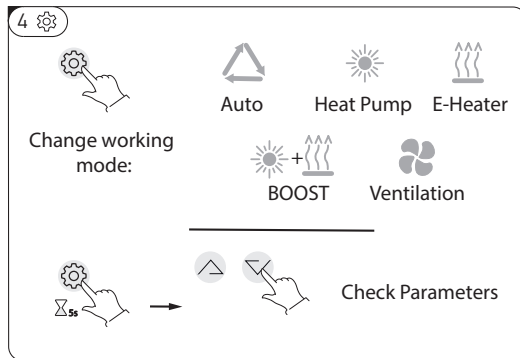 4
Auto
Heat Pump
E-Heater
Change working
mode:
+
BOOST
Ventilation
5s
Check Parameters